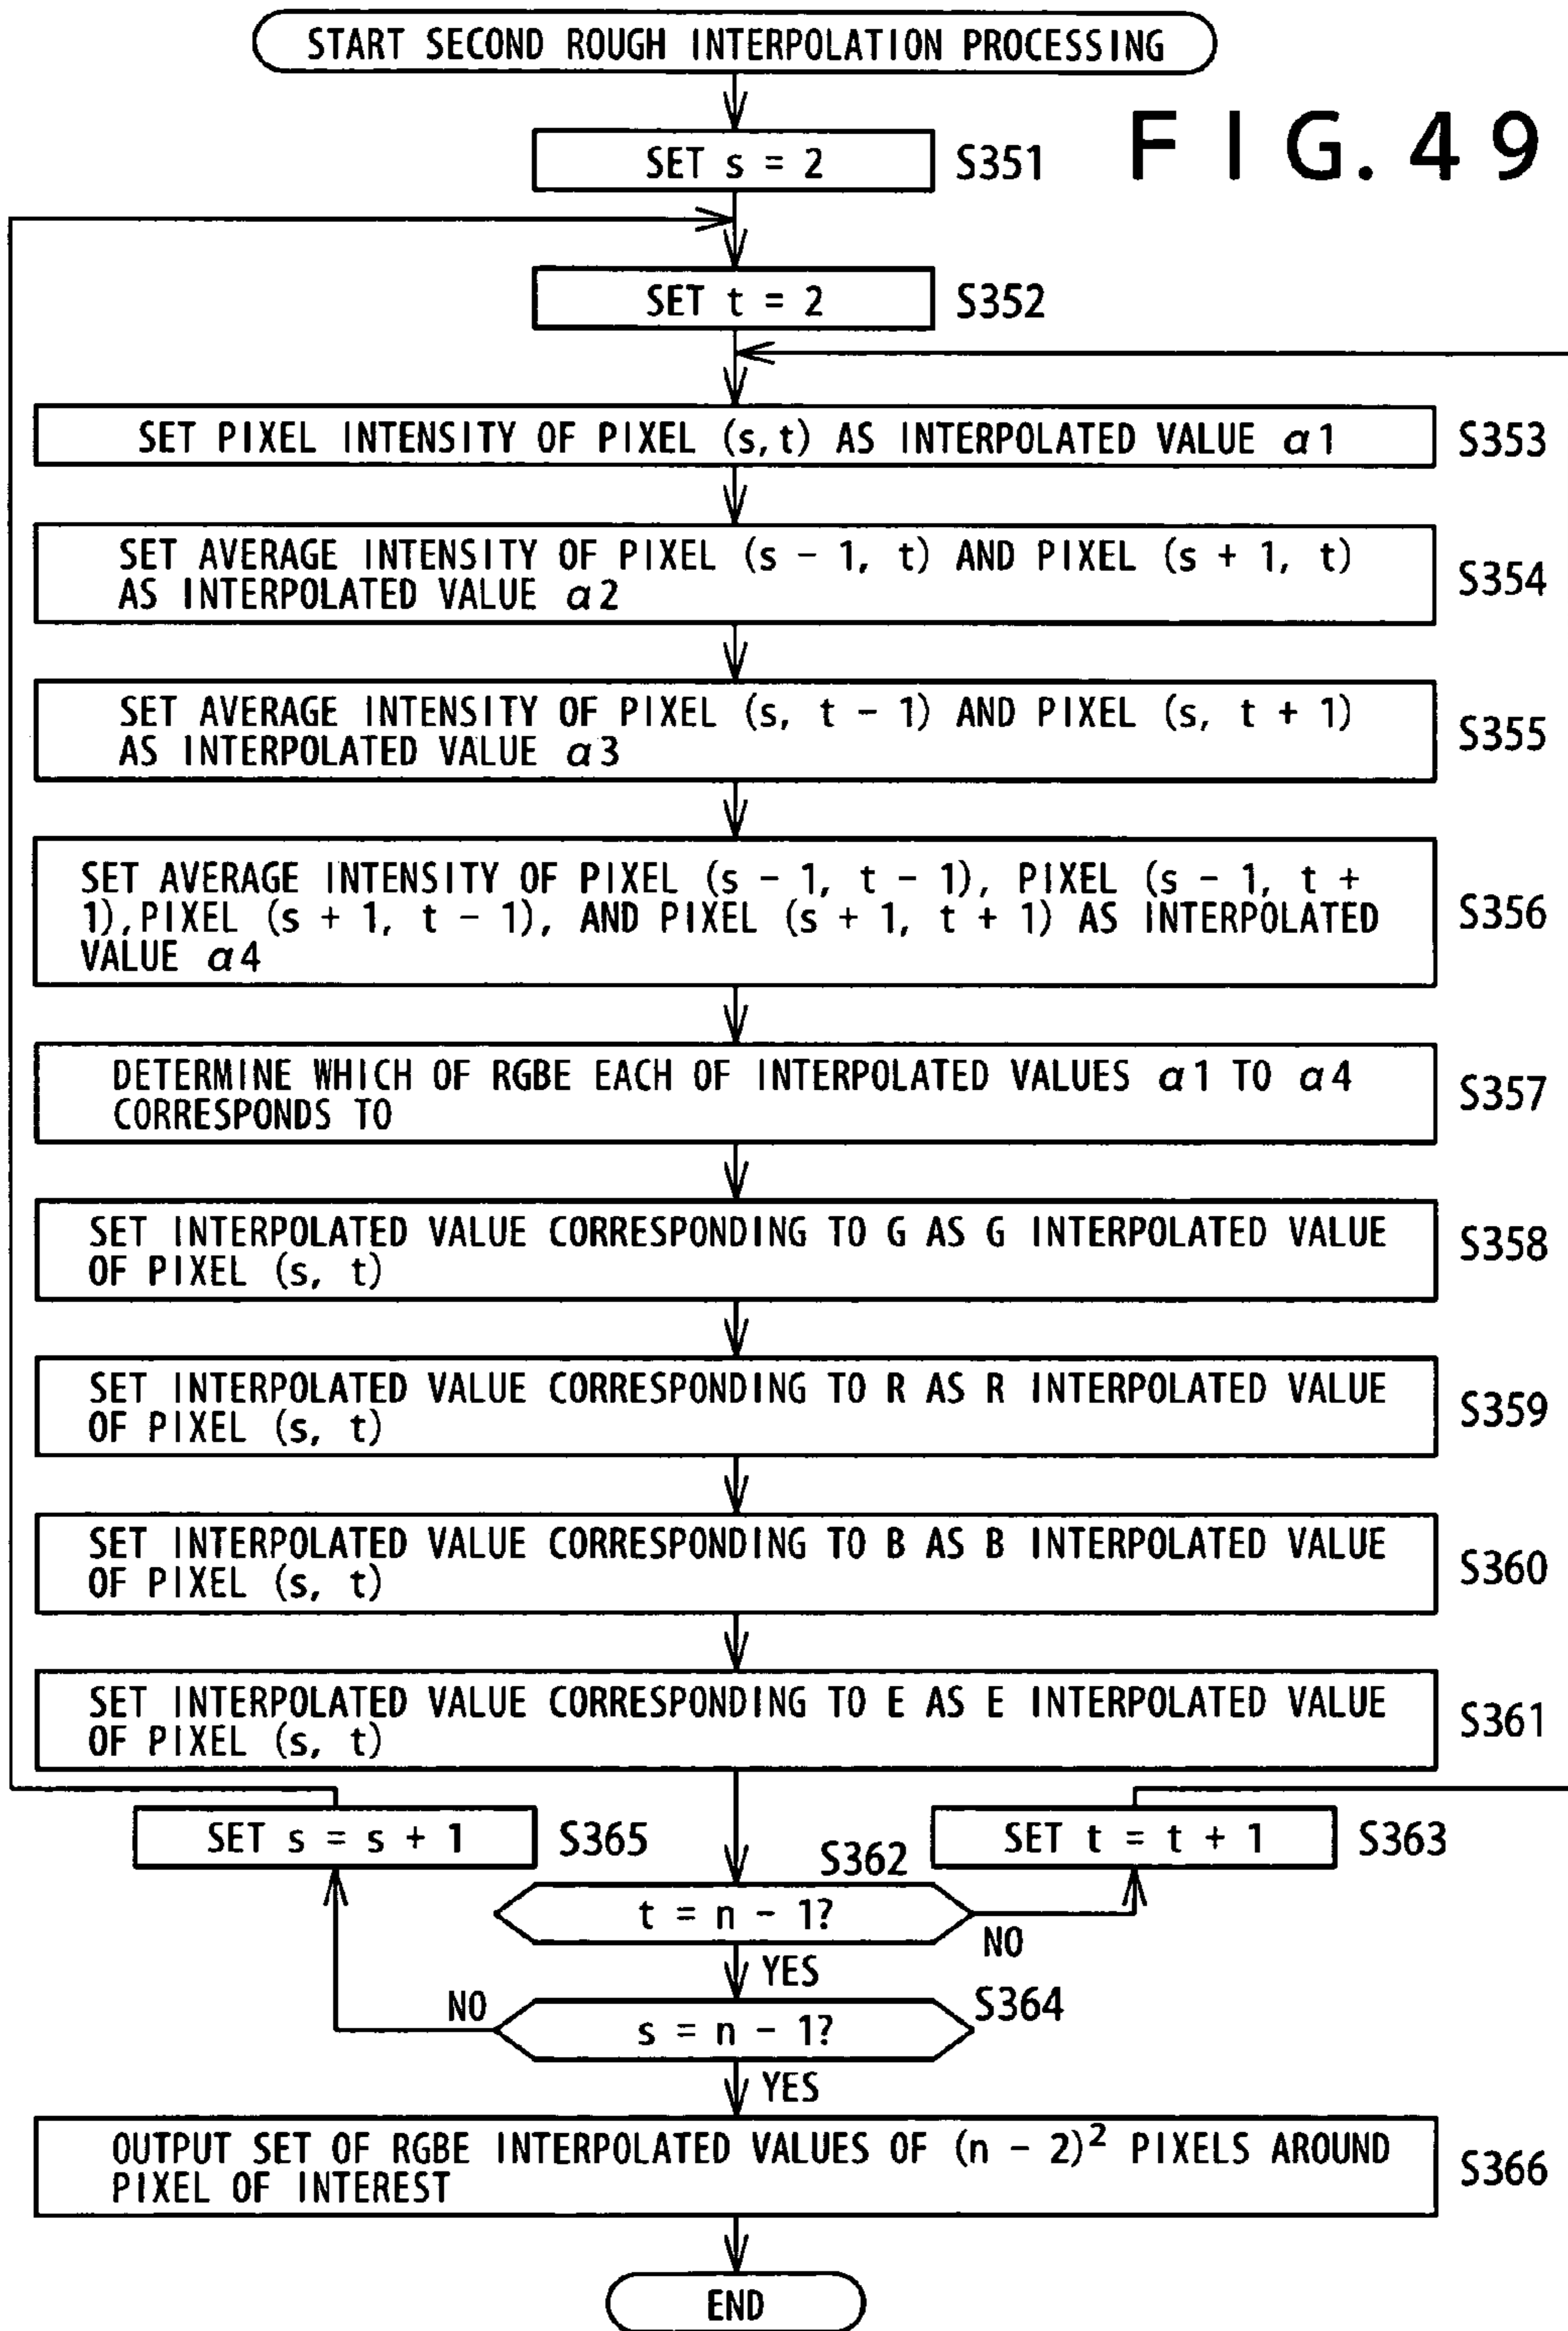 START SECOND ROUGH INTERPOLATION PROCESSING
FIG. 49
SET s = 2
S351
SET t = 2
S352
SET PIXEL INTENSITY OF PIXEL (s,t) AS INTERPOLATED VALUE α1
S353
SET AVERAGE INTENSITY OF PIXEL (s - 1, t) AND PIXEL (s + 1, t)
AS INTERPOLATED VALUE α2
S354
SET AVERAGE INTENSITY OF PIXEL (s, t - 1) AND PIXEL (s, t + 1)
AS INTERPOLATED VALUE α3
S355
SET AVERAGE INTENSITY OF PIXEL (s - 1, t - 1), PIXEL (s - 1, t +
1),PIXEL (s + 1, t - 1), AND PIXEL (s + 1, t + 1) AS INTERPOLATED
VALUE α4
S356
DETERMINE WHICH OF RGBE EACH OF INTERPOLATED VALUES α1 TO α4
CORRESPONDS TO
S357
SET INTERPOLATED VALUE CORRESPONDING TO G AS G INTERPOLATED VALUE
OF PIXEL (s, t)
S358
SET INTERPOLATED VALUE CORRESPONDING TO R AS R INTERPOLATED VALUE
OF PIXEL (s, t)
S359
SET INTERPOLATED VALUE CORRESPONDING TO B AS B INTERPOLATED VALUE
OF PIXEL (s, t)
S360
SET INTERPOLATED VALUE CORRESPONDING TO E AS E INTERPOLATED VALUE
OF PIXEL (s, t)
S361
SET s = s + 1
S365
S362
SET t = t + 1
S363
t = n - 1?
NO
YES
NO
S364
s = n - 1?
YES
OUTPUT SET OF RGBE INTERPOLATED VALUES OF (n - 2)² PIXELS AROUND
PIXEL OF INTEREST
S366
END